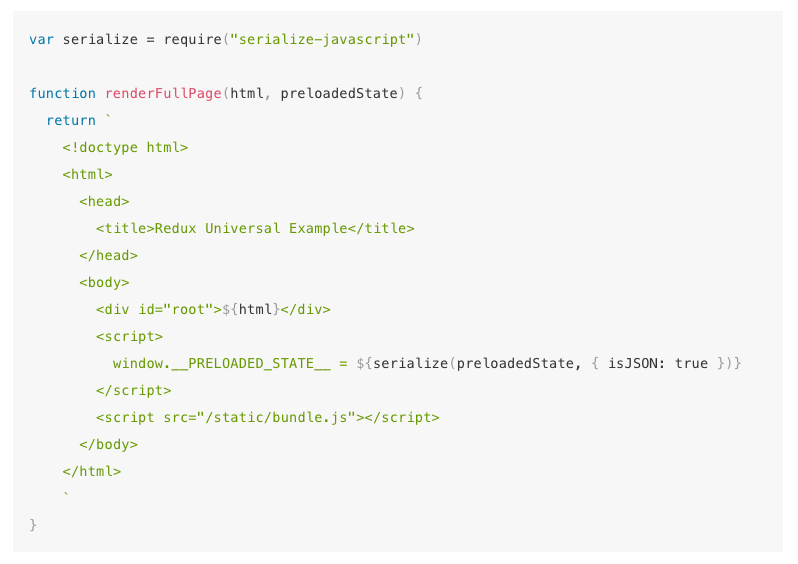 var serialize = require("serialize-javascript")
function renderFullPage(html, preloadedState) {
return `
<!doctype html>
<html>
<head>
<title>Redux Universal Example</title>
</head>
<body>
<div id="root">${html}</div>
<script>
window.__PRELOADED_STATE__ = ${serialize(preloadedState, { isJSON: true })}
</script>
<script src="/static/bundle.js"></script>
</body>
</html>
`
}